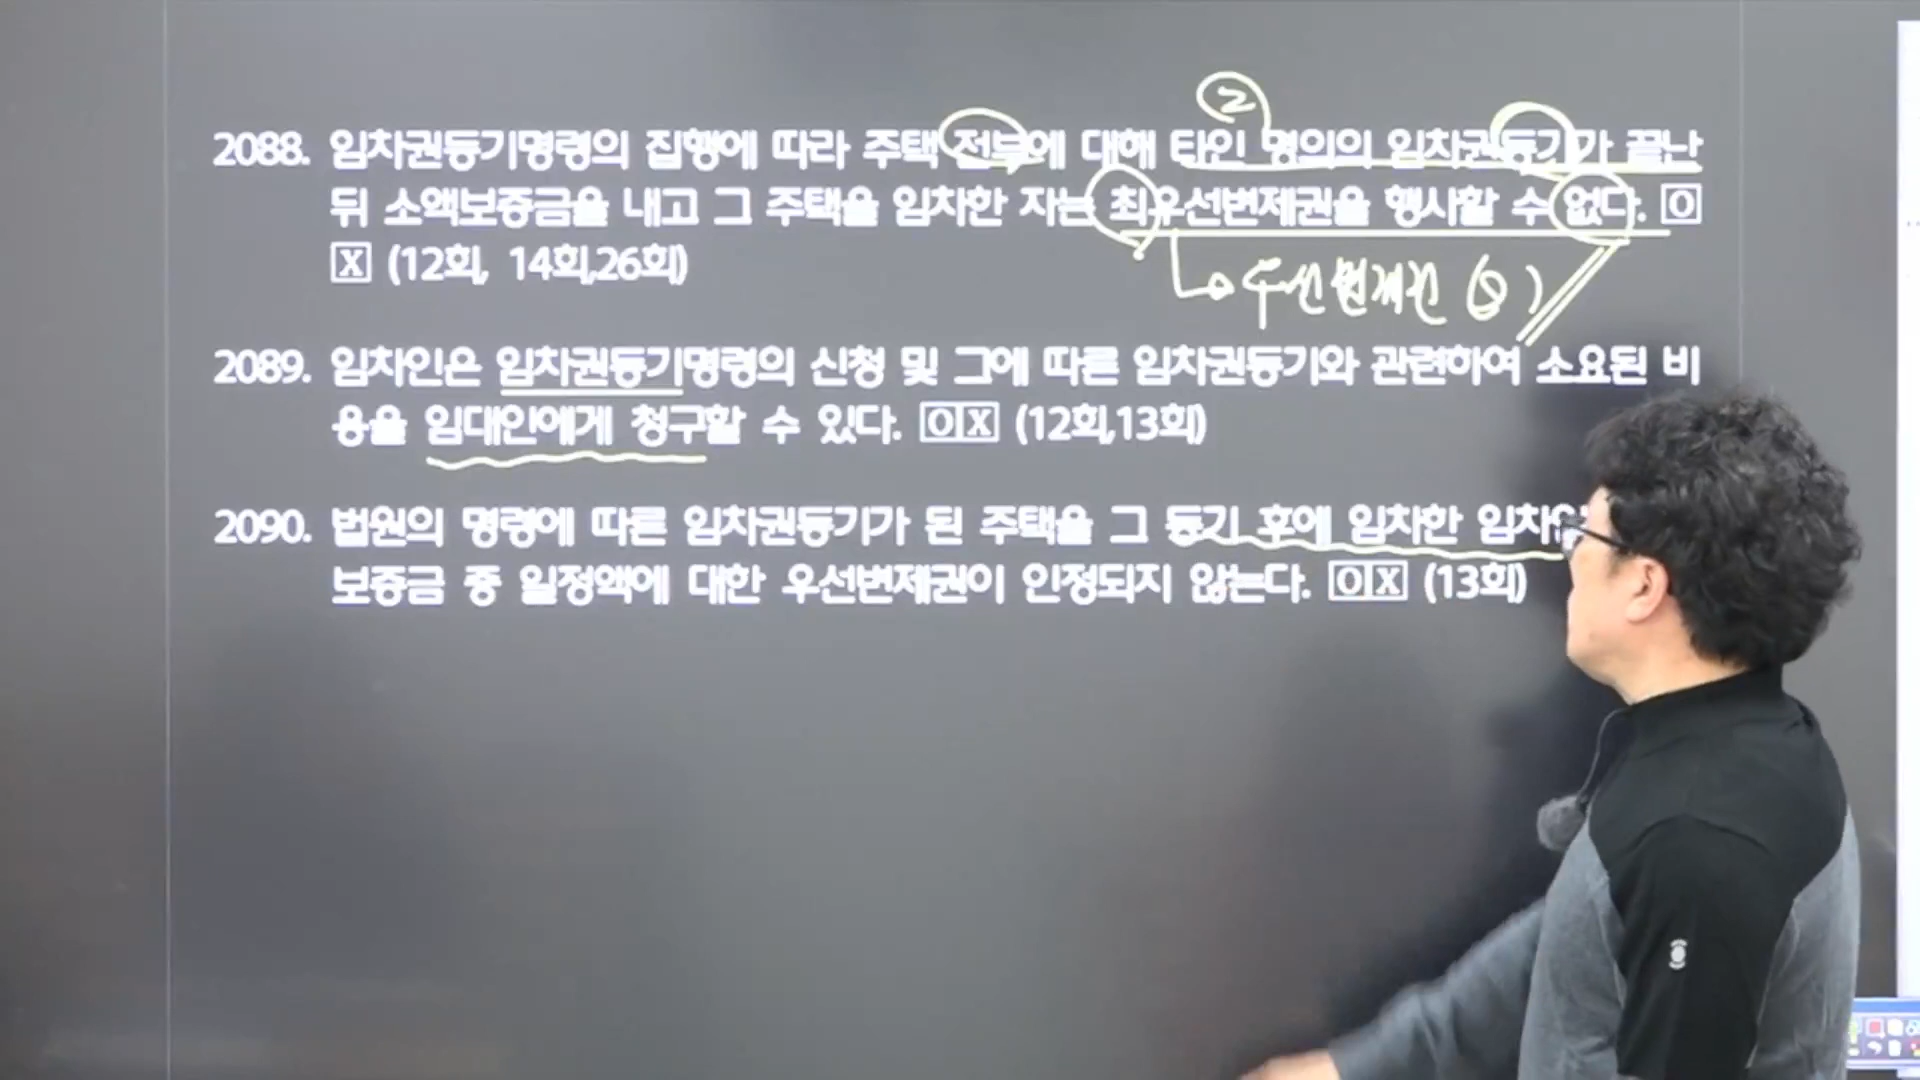 ②
2088. 임차권등기명령의 집행에 따라 주택 전부에 대해 타인 명의의 임차권등기가 끝난
뒤 소액보증금을 내고 그 주택을 임차한 자는 최우선변제권을 행사할 수 없다. O
X (12회, 14회,26회)
우선변제권 (O)
2089. 임차인은 임차권등기명령의 신청 및 그에 따른 임차권등기와 관련하여 소요된 비
용을 임대인에게 청구할 수 있다. O X (12회,13회)
2090. 법원의 명령에 따른 임차권등기가 된 주택을 그 등기 후에 임차한
보증금 중 일정액에 대한 우선변제권이 인정되지 않는다. O X (13회)